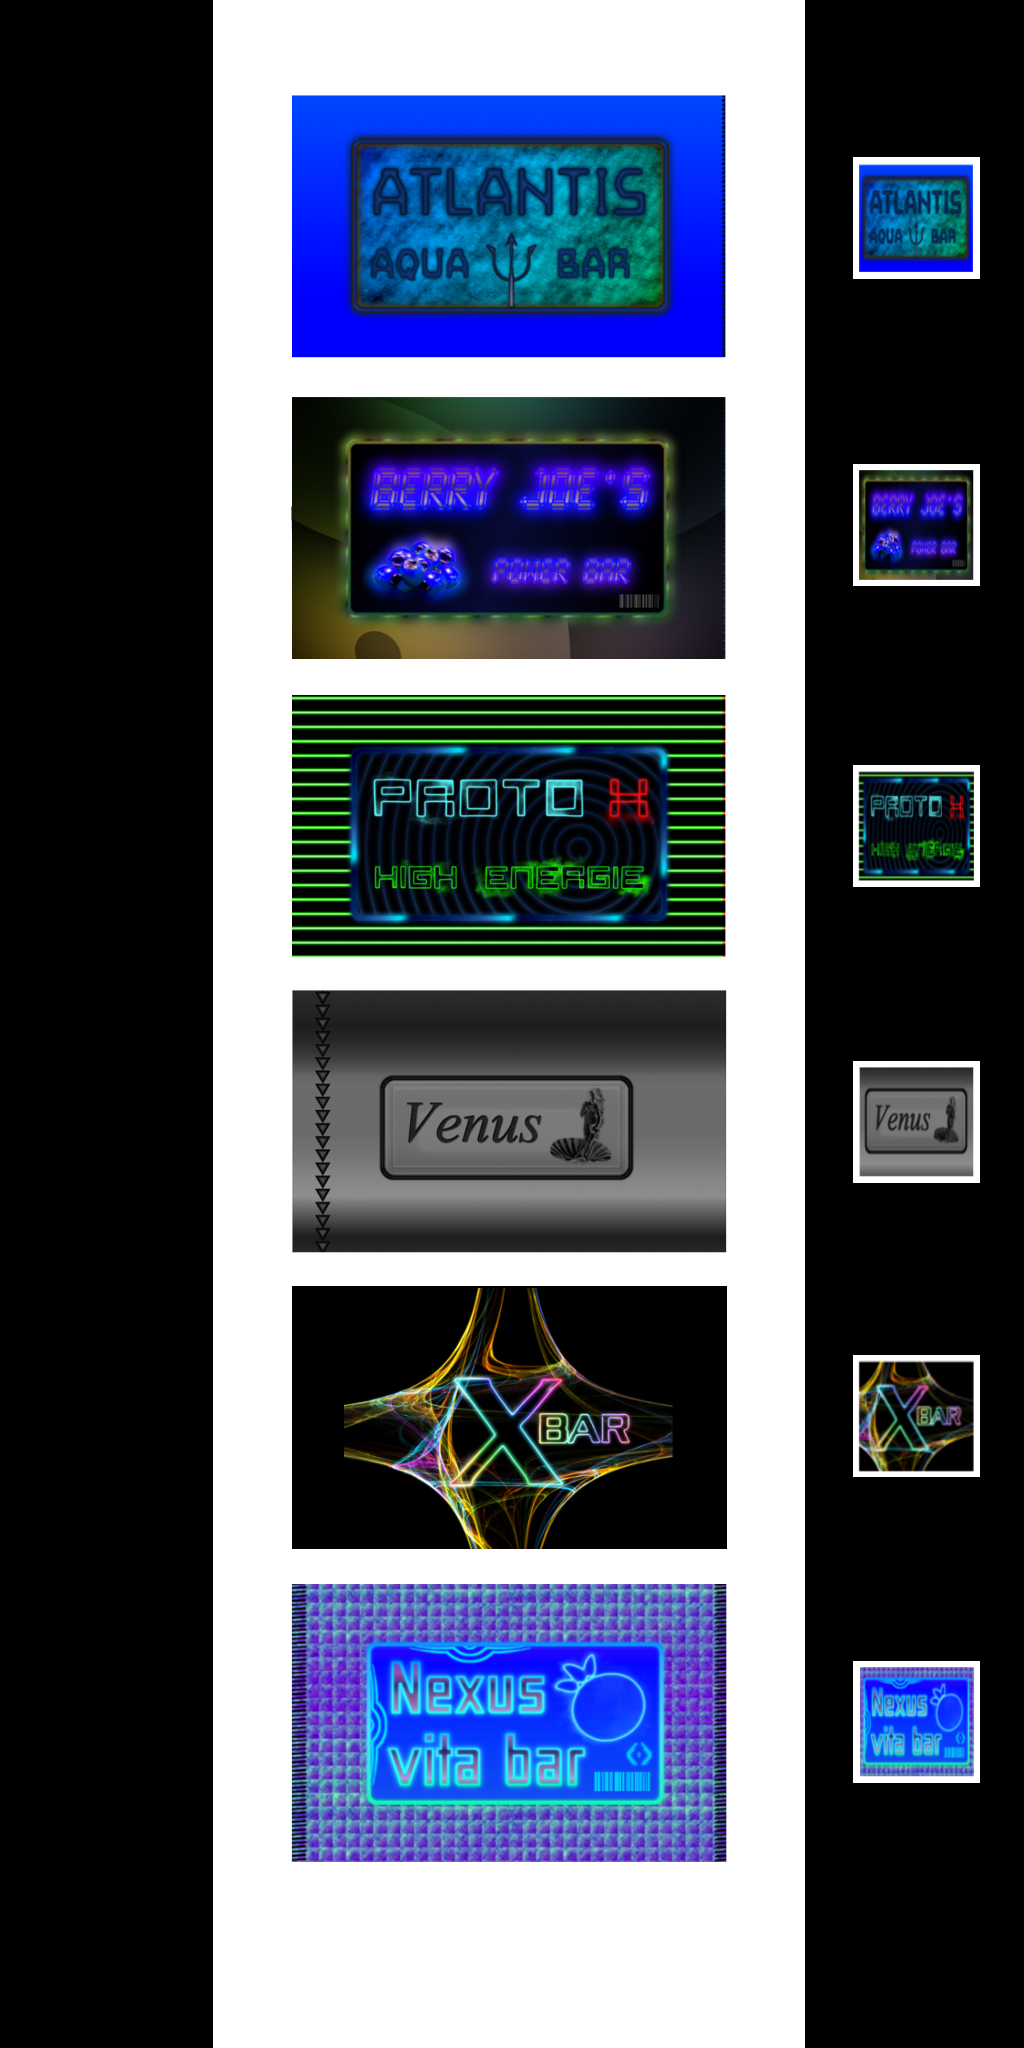 ATLANTIS
AQUA BAR
ATLANTIS
AQUA BAR
BERRY JOE'S
POWER BAR
BERRY JOE'S
POWER BAR
PROTO X
HIGH ENERGIE
PROTO X
HIGH ENERGIE
Venus
Venus
X BAR
X BAR
Nexus
vita bar
Nexus
vita bar